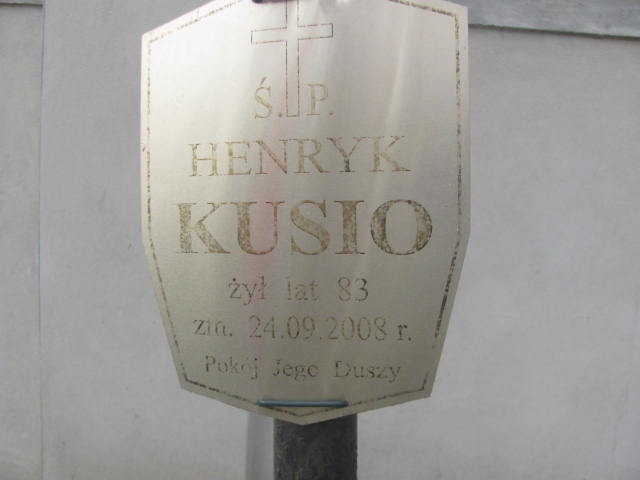 Ś. P.
HENRYK
KUSIO
żył lat 83
zm. 24.09.2008 r.
Pokój Jego Duszy